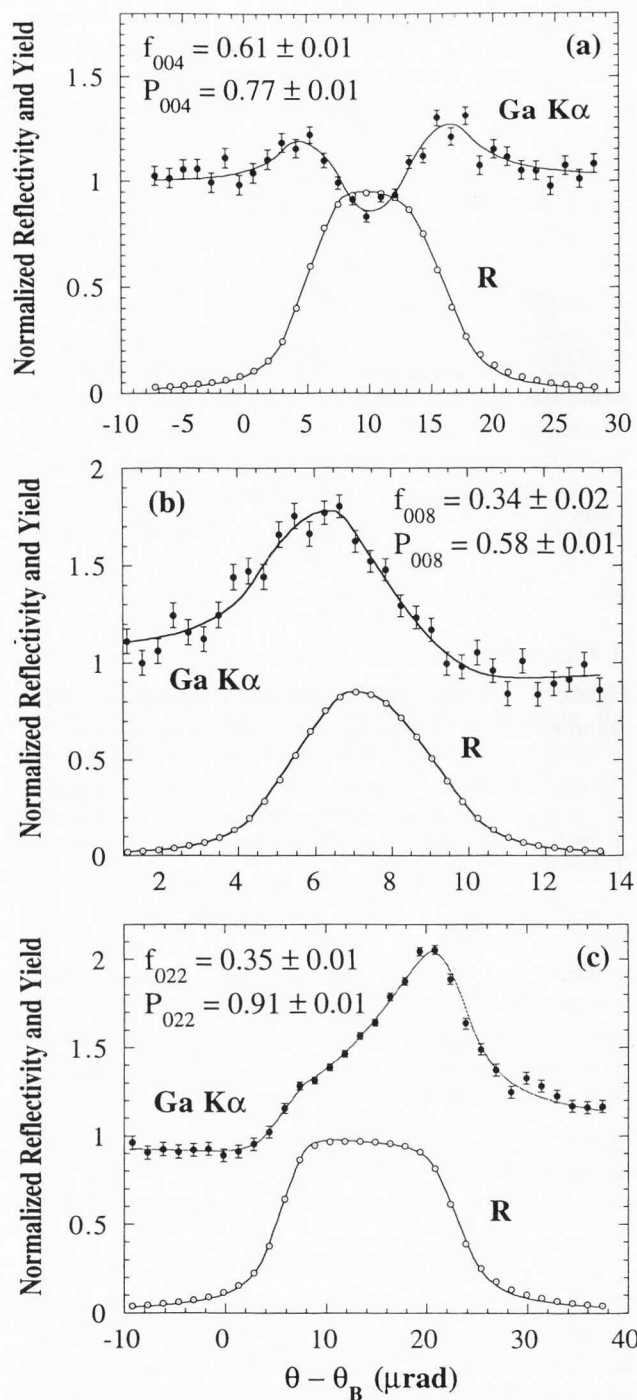 Normalized Reflectivity and Yield
f004 = 0.61 ± 0.01
P004 = 0.77 ± 0.01
(a)
Ga Kα
R
1.5
1
0.5
0
-10 -5 0 5 10 15 20 25 30
Normalized Reflectivity and Yield
(b)
f008 = 0.34 ± 0.02
P008 = 0.58 ± 0.01
Ga Kα
R
2
1.5
1
0.5
0
2 4 6 8 10 12 14
Normalized Reflectivity and Yield
f022 = 0.35 ± 0.01
P022 = 0.91 ± 0.01
(c)
Ga Kα
R
2
1.5
1
0.5
0
-10 0 10 20 30 40
θ – θB (μrad)